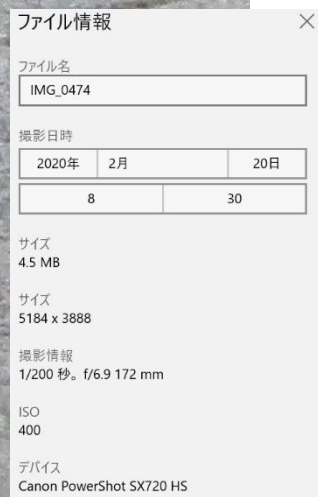 ファイル情報
ファイル名
IMG_0474
撮影日時
2020年 2月 20日
8 30
サイズ
4.5 MB
サイズ
5184 x 3888
撮影情報
1/200 秒。f/6.9 172 mm
ISO
400
デバイス
Canon PowerShot SX720 HS